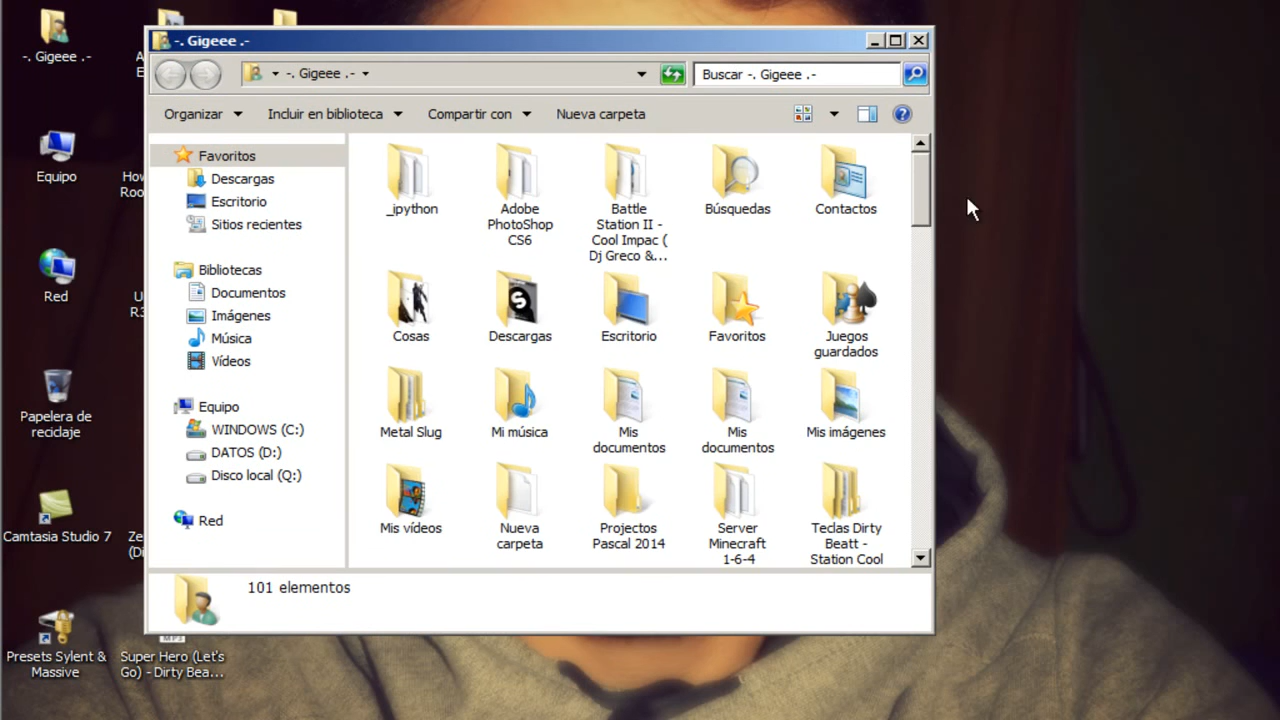 -. Gigeee .-
Equipo
Red
Papelera de
reciclaje
Camtasia Studio 7
Presets Sylent &
Massive
Super Hero (Let's
Go) - Dirty Bea...
-. Gigeee .-
-. Gigeee .-
Buscar -. Gigeee .-
Organizar
Incluir en biblioteca
Compartir con
Nueva carpeta
Favoritos
Descargas
Escritorio
Sitios recientes
Bibliotecas
Documentos
Imágenes
Música
Vídeos
Equipo
WINDOWS (C:)
DATOS (D:)
Disco local (Q:)
Red
_ipython
Adobe
PhotoShop
CS6
Battle
Station II -
Cool Impac (
Dj Greco &...
Búsquedas
Contactos
Cosas
Descargas
Escritorio
Favoritos
Juegos
guardados
Metal Slug
Mi música
Mis
documentos
Mis
documentos
Mis imágenes
Mis vídeos
Nueva
carpeta
Projectos
Pascal 2014
Server
Minecraft
1-6-4
Teclas Dirty
Beatt -
Station Cool
101 elementos